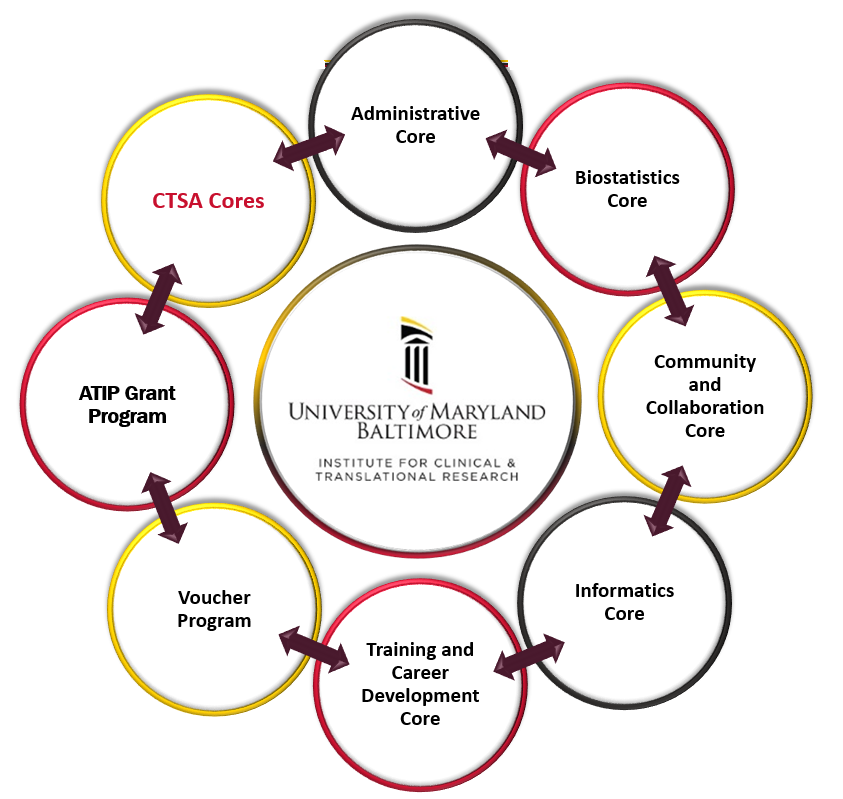 Administrative
Core
Biostatistics
Core
Community
and
Collaboration
Core
Informatics
Core
Training and
Career
Development
Core
Voucher
Program
ATIP Grant
Program
CTSA Cores
UNIVERSITY of MARYLAND
BALTIMORE
INSTITUTE FOR CLINICAL &
TRANSLATIONAL RESEARCH